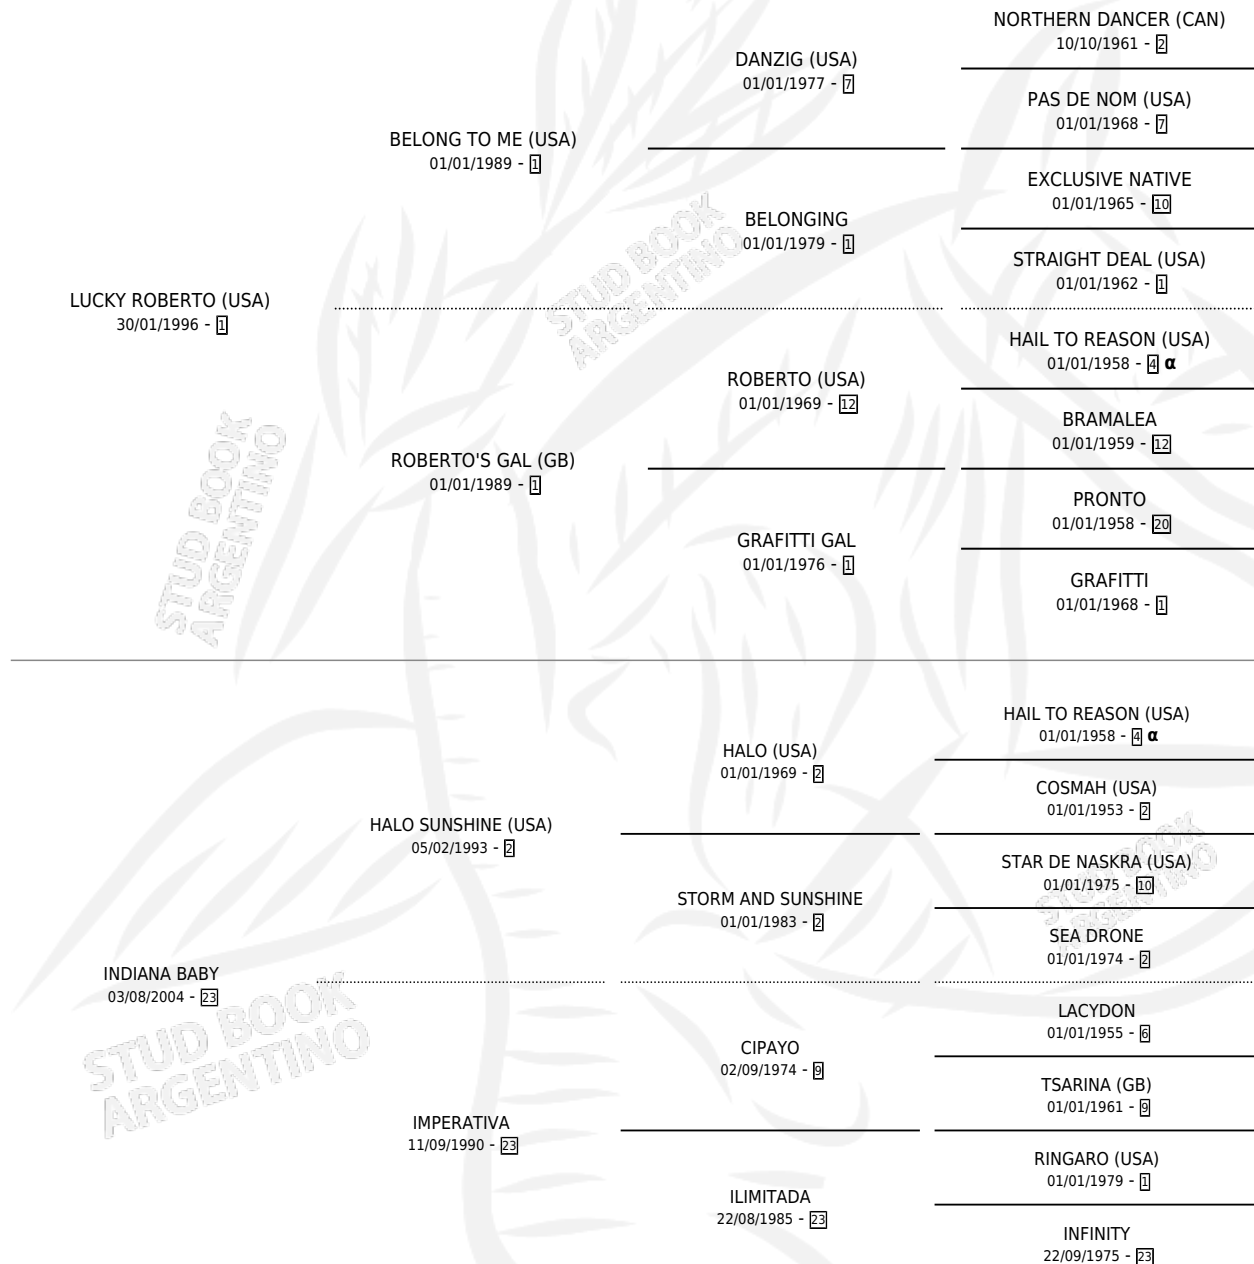 NORTHERN DANCER (CAN)
10/10/1961 - 2
DANZIG (USA)
01/01/1977 - 7
PAS DE NOM (USA)
01/01/1968 - 7
BELONG TO ME (USA)
01/01/1989 - 1
EXCLUSIVE NATIVE
01/01/1965 - 10
BELONGING
01/01/1979 - 1
STRAIGHT DEAL (USA)
01/01/1962 - 1
LUCKY ROBERTO (USA)
30/01/1996 - 1
HAIL TO REASON (USA)
01/01/1958 - 4 α
ROBERTO (USA)
01/01/1969 - 12
BRAMALEA
01/01/1959 - 12
ROBERTO'S GAL (GB)
01/01/1989 - 1
PRONTO
01/01/1958 - 20
GRAFITTI GAL
01/01/1976 - 1
GRAFITTI
01/01/1968 - 1
HAIL TO REASON (USA)
01/01/1958 - 4 α
HALO (USA)
01/01/1969 - 2
COSMAH (USA)
01/01/1953 - 2
HALO SUNSHINE (USA)
05/02/1993 - 2
STAR DE NASKRA (USA)
01/01/1975 - 10
STORM AND SUNSHINE
01/01/1983 - 2
SEA DRONE
01/01/1974 - 2
INDIANA BABY
03/08/2004 - 23
LACYDON
01/01/1955 - 6
CIPAYO
02/09/1974 - 9
TSARINA (GB)
01/01/1961 - 9
IMPERATIVA
11/09/1990 - 23
RINGARO (USA)
01/01/1979 - 1
ILIMITADA
22/08/1985 - 23
INFINITY
22/09/1975 - 23
STUD BOOK
ARGENTINO
STUD BOOK
ARGENTINO
STUD BOOK
ARGENTINO
STUD BOOK
ARGENTINO